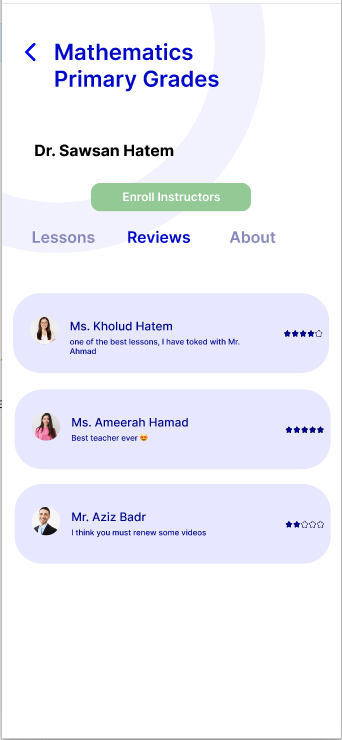 Mathematics
Primary Grades
Dr. Sawsan Hatem
Enroll Instructors
Lessons Reviews About
Ms. Kholud Hatem
one of the best lessons, I have toked with Mr.
Ahmad
Ms. Ameerah Hamad
Best teacher ever 😍
Mr. Aziz Badr
I think you must renew some videos